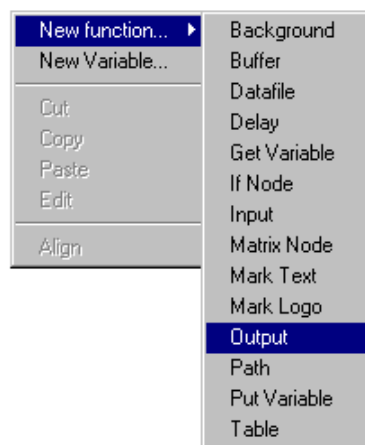 New function...
New Variable...
Cut
Copy
Paste
Edit
Align
Background
Buffer
Datafile
Delay
Get Variable
If Node
Input
Matrix Node
Mark Text
Mark Logo
Output
Path
Put Variable
Table